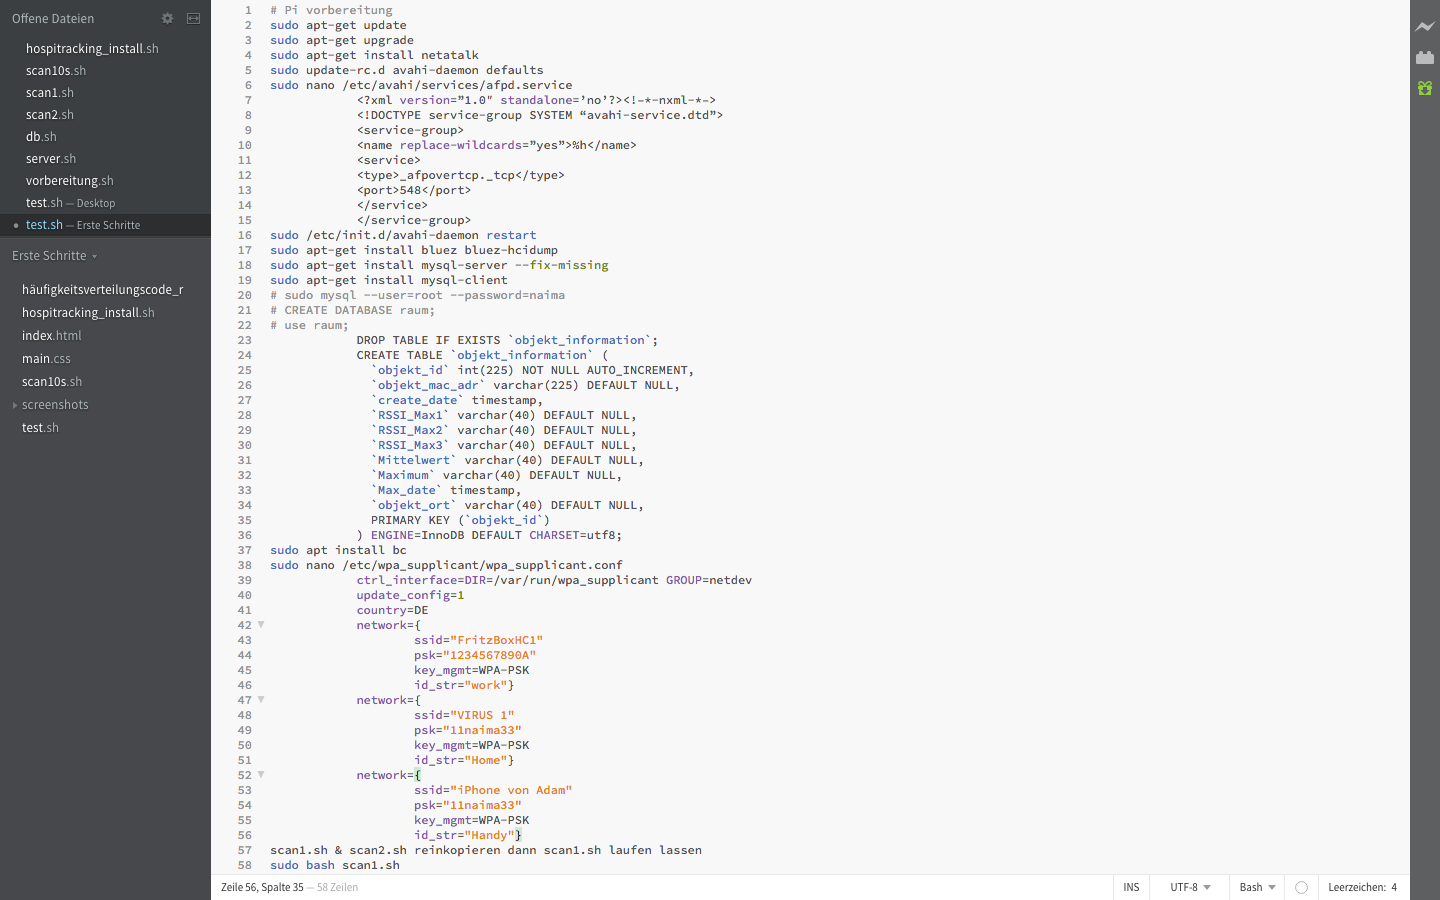 Offene Dateien
hospitracking_install.sh
scan10s.sh
scan1.sh
scan2.sh
db.sh
server.sh
vorbereitung.sh
test.sh — Desktop
test.sh — Erste Schritte
Erste Schritte
häufigkeitsverteilungscode_r
hospitracking_install.sh
index.html
main.css
scan10s.sh
screenshots
test.sh
1 # Pi vorbereitung
2 sudo apt-get update
3 sudo apt-get upgrade
4 sudo apt-get install netatalk
5 sudo update-rc.d avahi-daemon defaults
6 sudo nano /etc/avahi/services/afpd.service
7 <?xml version=”1.0" standalone=’no’?><!-*-nxml-*->
8 <!DOCTYPE service-group SYSTEM “avahi-service.dtd”>
9 <service-group>
10 <name replace-wildcards=”yes”>%h</name>
11 <service>
12 <type>_afpovertcp._tcp</type>
13 <port>548</port>
14 </service>
15 </service-group>
16 sudo /etc/init.d/avahi-daemon restart
17 sudo apt-get install bluez bluez-hcidump
18 sudo apt-get install mysql-server --fix-missing
19 sudo apt-get install mysql-client
20 # sudo mysql --user=root --password=naima
21 # CREATE DATABASE raum;
22 # use raum;
23 DROP TABLE IF EXISTS `objekt_information`;
24 CREATE TABLE `objekt_information` (
25 `objekt_id` int(225) NOT NULL AUTO_INCREMENT,
26 `objekt_mac_adr` varchar(225) DEFAULT NULL,
27 `create_date` timestamp,
28 `RSSI_Max1` varchar(40) DEFAULT NULL,
29 `RSSI_Max2` varchar(40) DEFAULT NULL,
30 `RSSI_Max3` varchar(40) DEFAULT NULL,
31 `Mittelwert` varchar(40) DEFAULT NULL,
32 `Maximum` varchar(40) DEFAULT NULL,
33 `Max_date` timestamp,
34 `objekt_ort` varchar(40) DEFAULT NULL,
35 PRIMARY KEY (`objekt_id`)
36 ) ENGINE=InnoDB DEFAULT CHARSET=utf8;
37 sudo apt install bc
38 sudo nano /etc/wpa_supplicant/wpa_supplicant.conf
39 ctrl_interface=DIR=/var/run/wpa_supplicant GROUP=netdev
40 update_config=1
41 country=DE
42 network={
43 ssid="FritzBoxHC1"
44 psk="1234567890A"
45 key_mgmt=WPA-PSK
46 id_str="work"}
47 network={
48 ssid="VIRUS 1"
49 psk="11naima33"
50 key_mgmt=WPA-PSK
51 id_str="Home"}
52 network={
53 ssid="iPhone von Adam"
54 psk="11naima33"
55 key_mgmt=WPA-PSK
56 id_str="Handy"}
57 scan1.sh & scan2.sh reinkopieren dann scan1.sh laufen lassen
58 sudo bash scan1.sh
Zeile 56, Spalte 35 — 58 Zeilen INS UTF-8 Bash Leerzeichen: 4